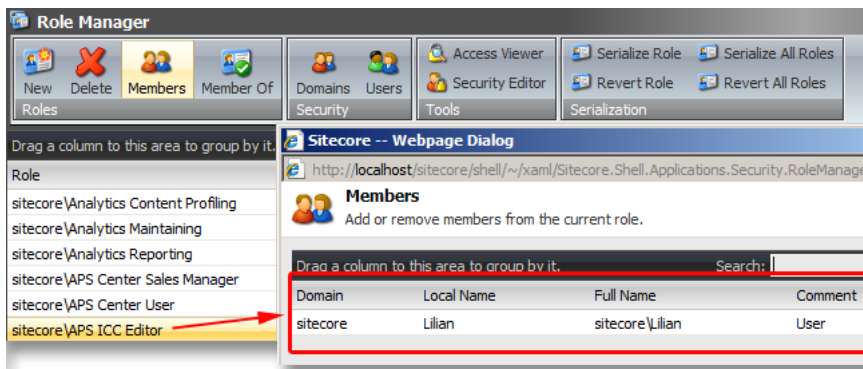 Role Manager
New
Delete
Members
Member Of
Roles
Domains
Users
Security
Access Viewer
Security Editor
Tools
Serialize Role
Serialize All Roles
Revert Role
Revert All Roles
Serialization
Drag a column to this area to group by it.
Role
sitecore\Analytics Content Profiling
sitecore\Analytics Maintaining
sitecore\Analytics Reporting
sitecore\APS Center Sales Manager
sitecore\APS Center User
sitecore\APS ICC Editor
Sitecore -- Webpage Dialog
http://localhost/sitecore/shell/~/xaml/Sitecore.Shell.Applications.Security.RoleManage
Members
Add or remove members from the current role.
Drag a column to this area to group by it. Search:
Domain Local Name Full Name Comment
sitecore Lilian sitecore\Lilian User